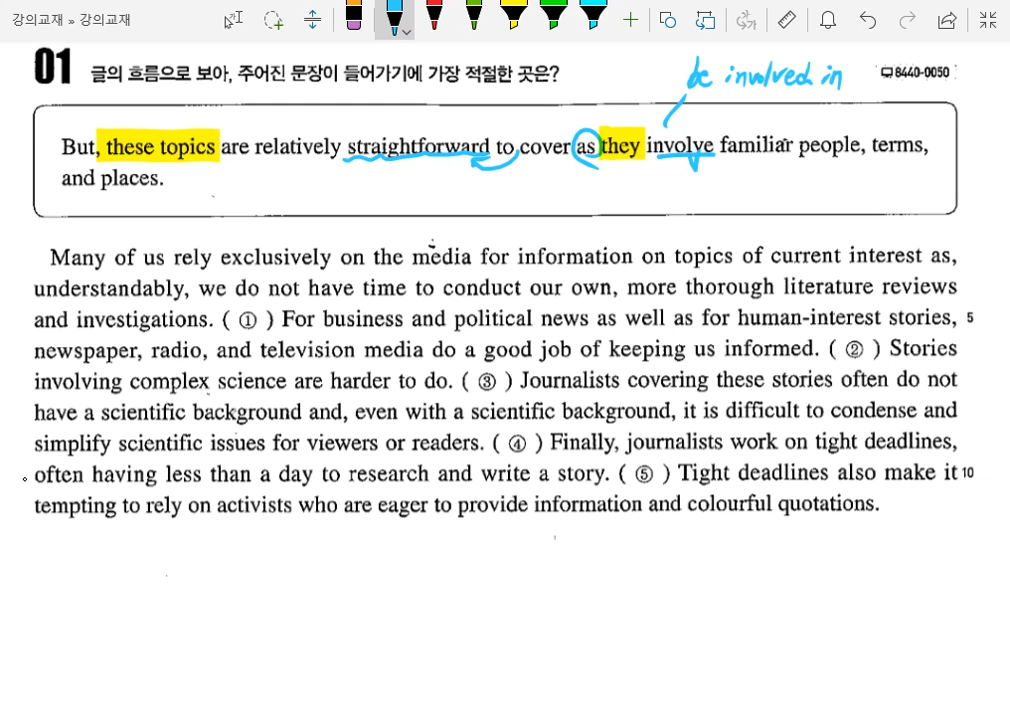 강의교재 » 강의교재
01 글의 흐름으로 보아, 주어진 문장이 들어가기에 가장 적절한 곳은?
be involved in
8440-0050
But, these topics are relatively straightforward to cover as they involve familiar people, terms,
and places.
Many of us rely exclusively on the media for information on topics of current interest as,
understandably, we do not have time to conduct our own, more thorough literature reviews
and investigations. ( ① ) For business and political news as well as for human-interest stories, 5
newspaper, radio, and television media do a good job of keeping us informed. ( ② ) Stories
involving complex science are harder to do. ( ③ ) Journalists covering these stories often do not
have a scientific background and, even with a scientific background, it is difficult to condense and
simplify scientific issues for viewers or readers. ( ④ ) Finally, journalists work on tight deadlines,
often having less than a day to research and write a story. ( ⑤ ) Tight deadlines also make it 10
tempting to rely on activists who are eager to provide information and colourful quotations.